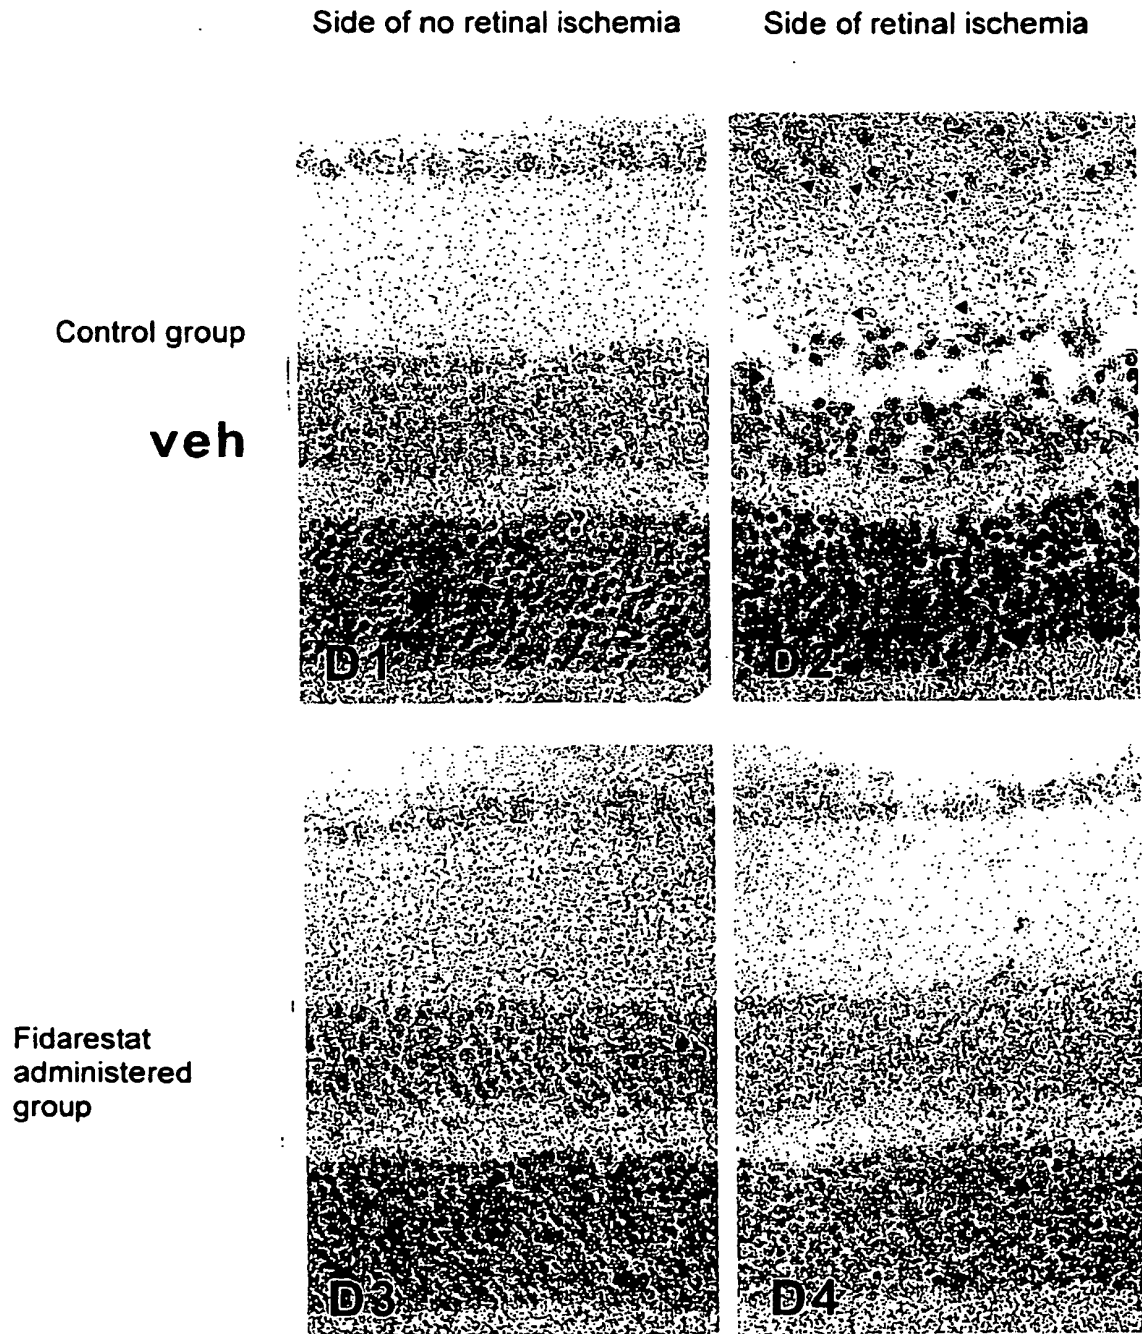 Side of no retinal ischemia
Side of retinal ischemia
Control group
veh
D1
D2
Fidarestat
administered
group
D3
D4